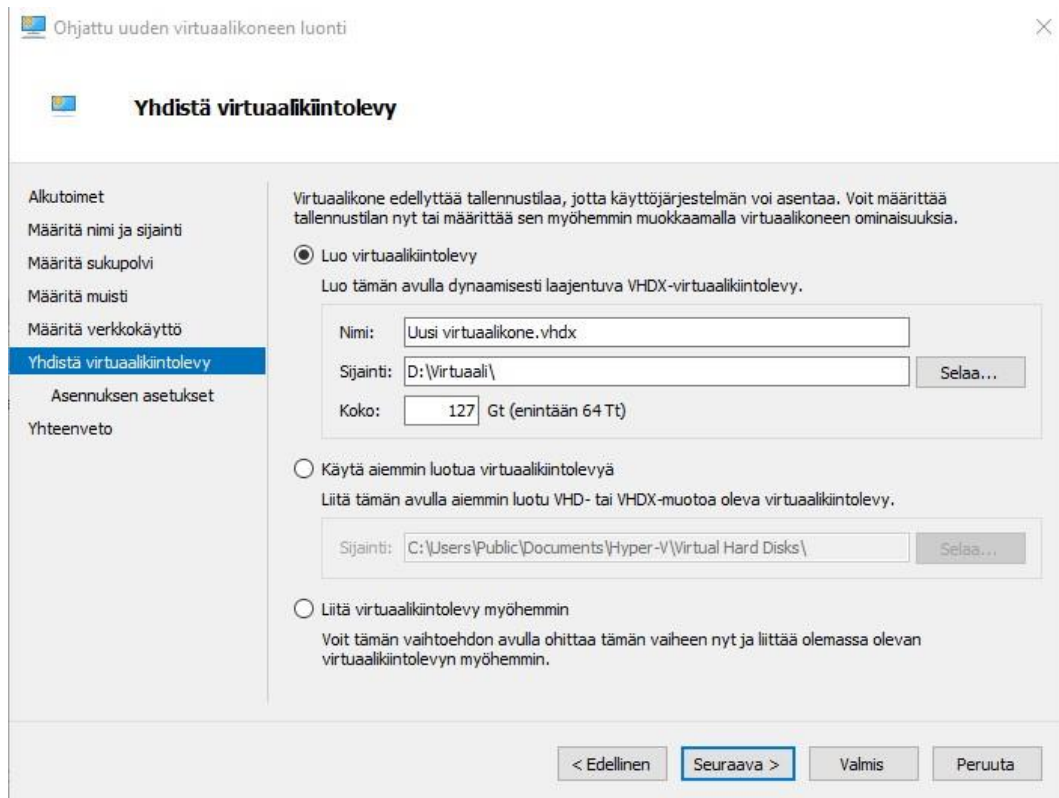 Ohjattu uuden virtuaalikoneen luonti
Yhdistä virtuaalikiintolevy
Alkutoimet
Määritä nimi ja sijainti
Määritä sukupolvi
Määritä muisti
Määritä verkkokäyttö
Yhdistä virtuaalikiintolevy
Asennuksen asetukset
Yhteenveto
Virtuaalikone edellyttää tallennustilaa, jotta käyttöjärjestelmän voi asentaa. Voit määrittää
tallennustilan nyt tai määrittää sen myöhemmin muokkaamalla virtuaalikoneen ominaisuuksia.
Luo virtuaalikiintolevy
Luo tämän avulla dynaamisesti laajentuva VHDX-virtuaalikiintolevy.
Nimi: Uusi virtuaalikone.vhdx
Sijainti: D:\Virtuaali\ Selaa...
Koko: 127 Gt (enintään 64 Tt)
Käytä aiemmin luotua virtuaalikiintolevyä
Liitä tämän avulla aiemmin luotu VHD- tai VHDX-muotoa oleva virtuaalikiintolevy.
Sijainti: C:\Users\Public\Documents\Hyper-V\Virtual Hard Disks\ Selaa...
Liitä virtuaalikiintolevy myöhemmin
Voit tämän vaihtoehdon avulla ohittaa tämän vaiheen nyt ja liittää olemassa olevan
virtuaalikiintolevyn myöhemmin.
< Edellinen Seuraava > Valmis Peruuta